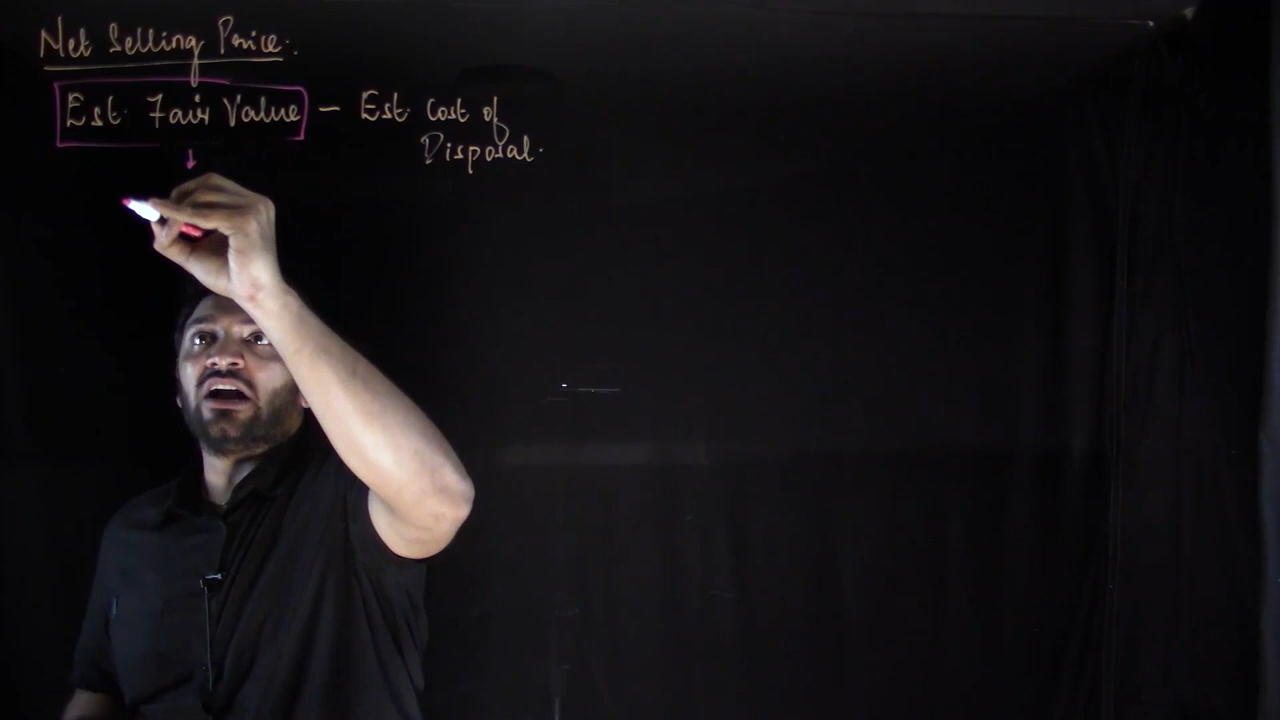 Net Selling Price.
Est. Fair Value - Est. Cost of
Disposal.